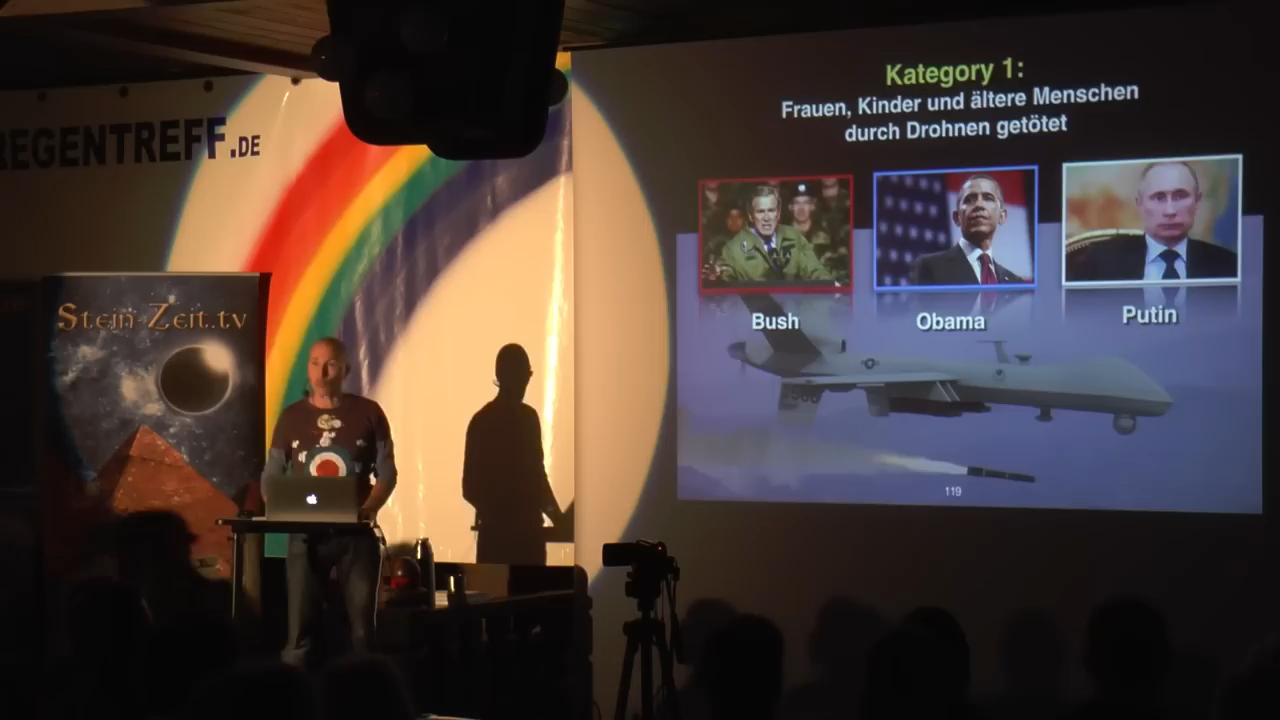 REGENTREFF.DE
Stein-Zeit.tv
Kategory 1:
Frauen, Kinder und ältere Menschen
durch Drohnen getötet
Bush
Obama
Putin
119